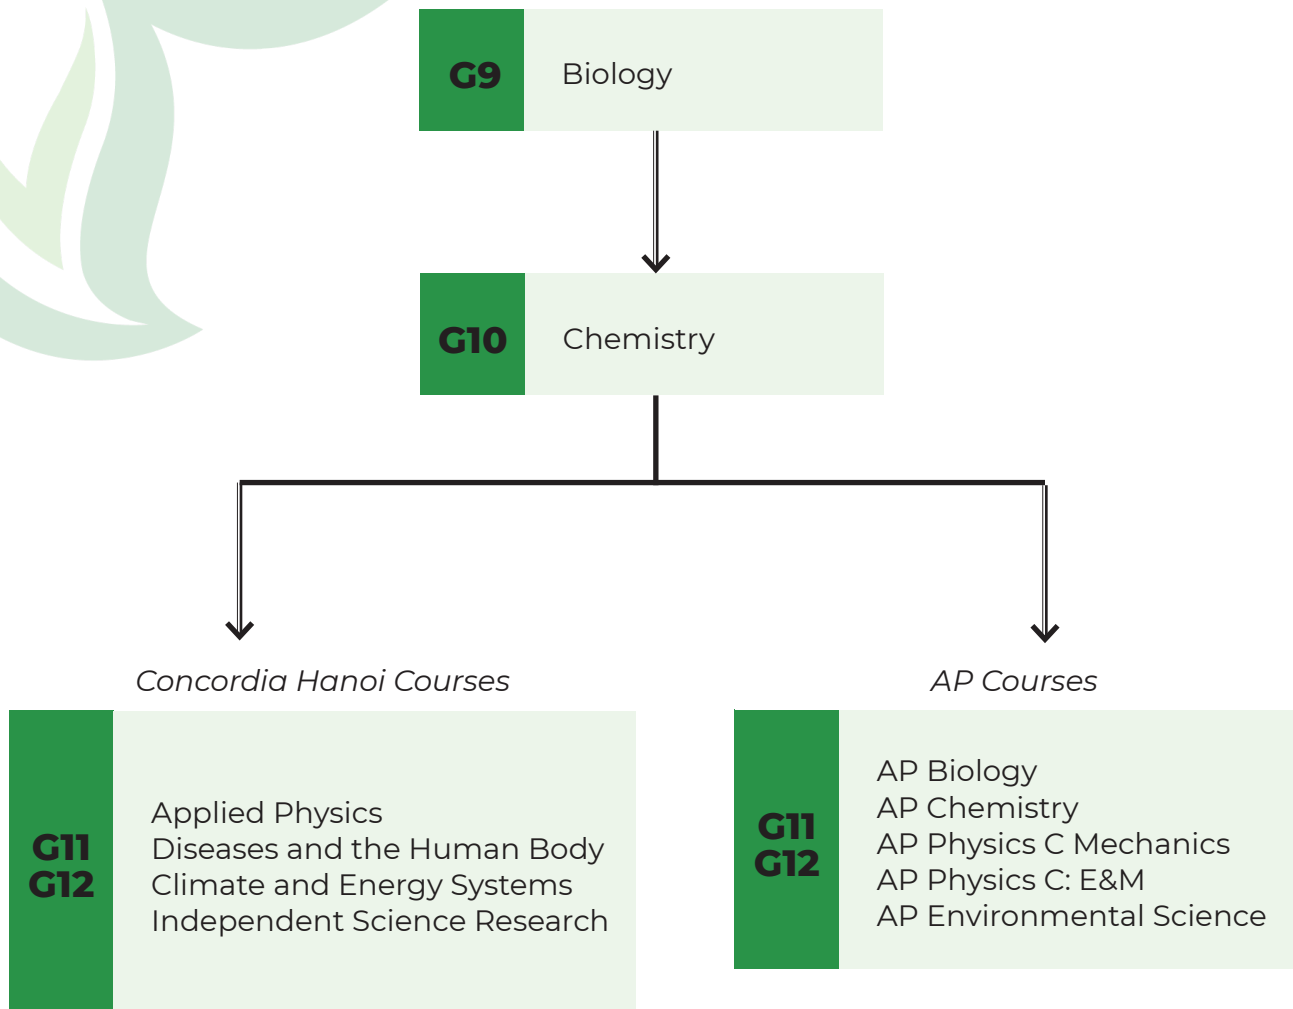 G9
Biology
G10
Chemistry
Concordia Hanoi Courses
G11
G12
Applied Physics
Diseases and the Human Body
Climate and Energy Systems
Independent Science Research
AP Courses
G11
G12
AP Biology
AP Chemistry
AP Physics C Mechanics
AP Physics C: E&M
AP Environmental Science